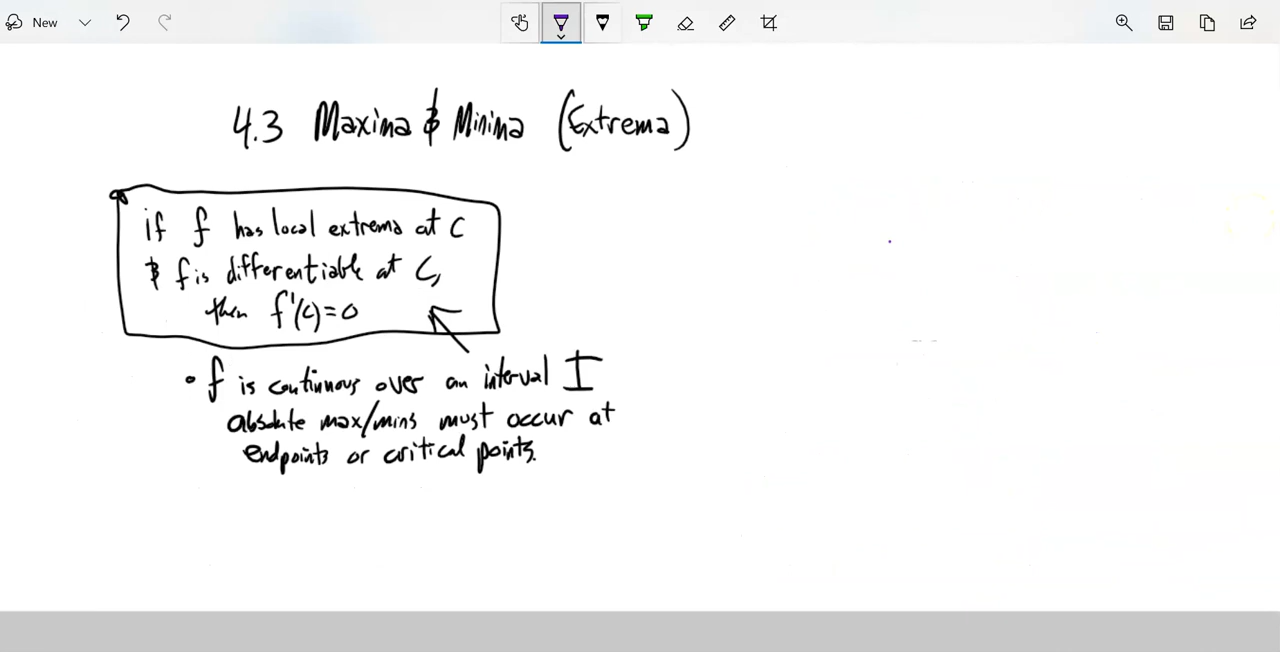 New
4.3 Maxima & Minima (Extrema)
if f has local extrema at C
& f is differentiable at C,
then f'(c)=0
• f is continuous over an interval I
absolute max/mins must occur at
endpoints or critical points.